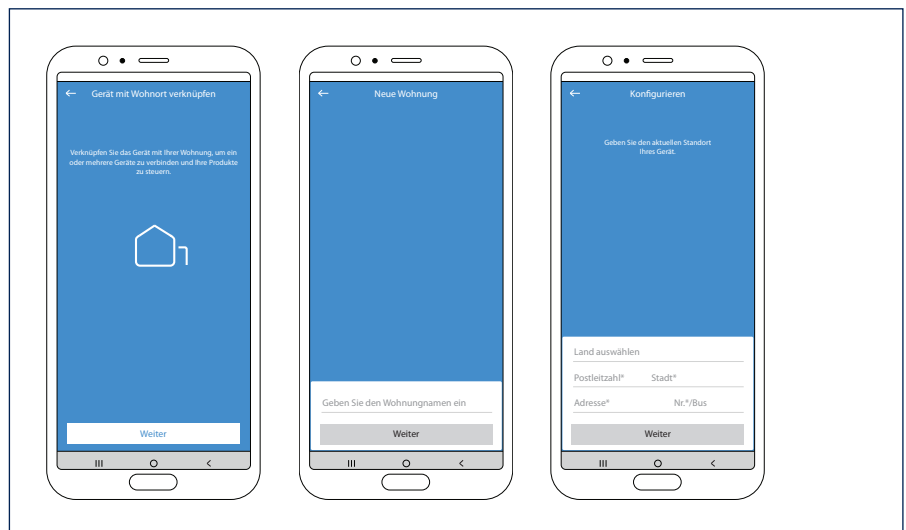 Gerät mit Wohnort verknüpfen
Verknüpfen Sie das Gerät mit Ihrer Wohnung, um ein
oder mehrere Geräte zu verbinden und Ihre Produkte
zu steuern.
Weiter
Neue Wohnung
Geben Sie den Wohnungnamen ein
Weiter
Konfigurieren
Geben Sie den aktuellen Standort
Ihres Gerät.
Land auswählen
Postleitzahl* Stadt*
Adresse* Nr.*/Bus
Weiter